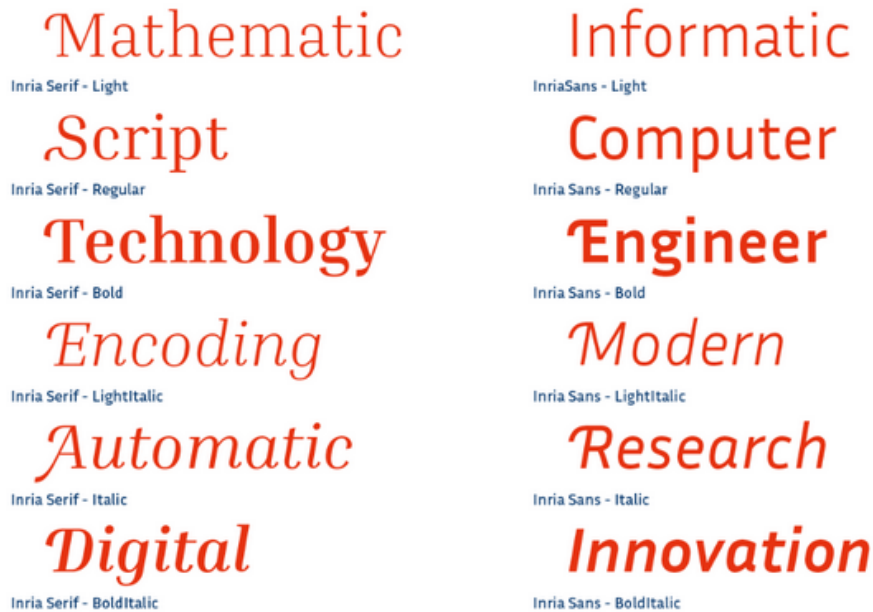 Mathematic
Inria Serif - Light
Script
Inria Serif - Regular
Technology
Inria Serif - Bold
Encoding
Inria Serif - LightItalic
Automatic
Inria Serif - Italic
Digital
Inria Serif - BoldItalic
Informatic
InriaSans - Light
Computer
Inria Sans - Regular
Engineer
Inria Sans - Bold
Modern
Inria Sans - LightItalic
Research
Inria Sans - Italic
Innovation
Inria Sans - BoldItalic